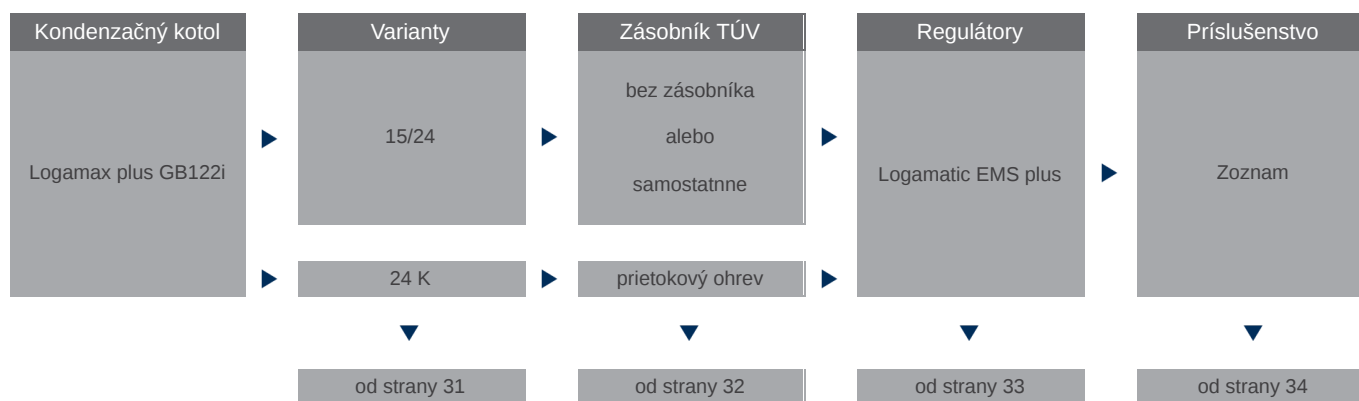 Kondenzačný kotol
Varianty
Zásobník TÚV
Regulátory
Príslušenstvo
Logamax plus GB122i
15/24
bez zásobníka
alebo
samostatnne
Logamatic EMS plus
Zoznam
24 K
prietokový ohrev
od strany 31
od strany 32
od strany 33
od strany 34